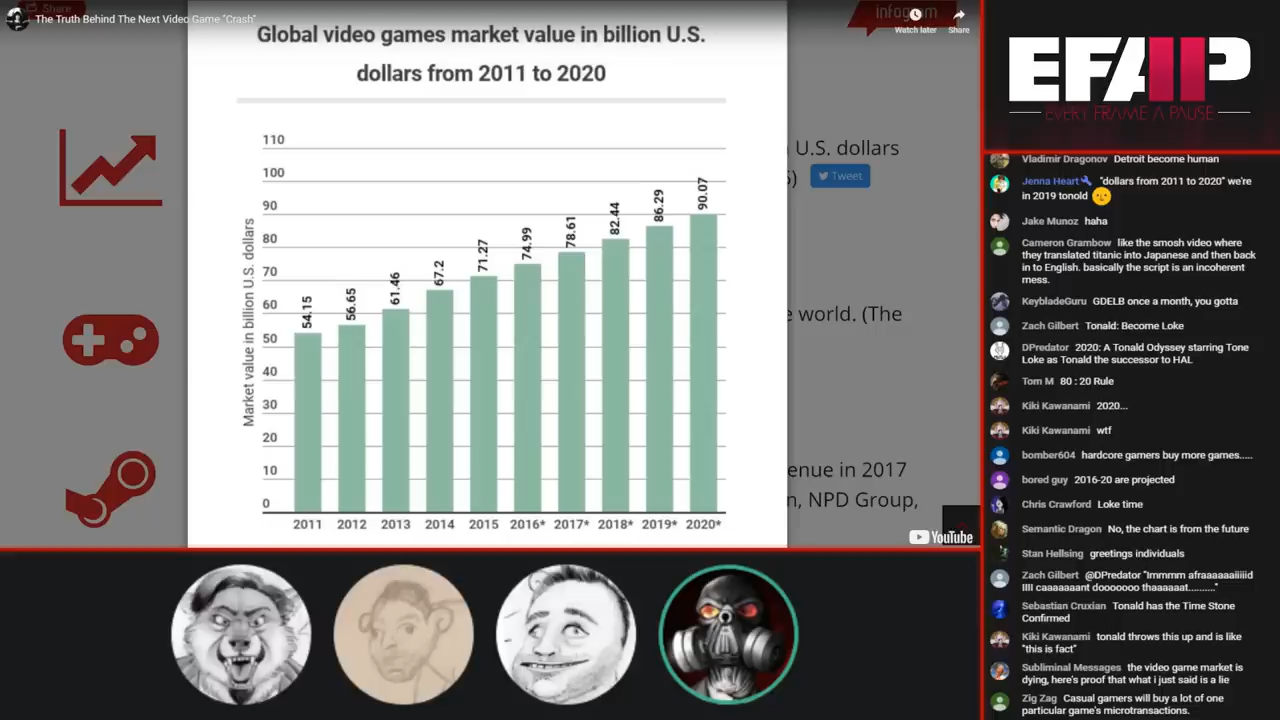 Share
The Truth Behind The Next Video Game "Crash"
infogram
Watch later
Share
Global video games market value in billion U.S.
dollars from 2011 to 2020
Market value in billion U.S. dollars
110
100
90
80
70
60
50
40
30
20
10
0
54.15
56.65
61.46
67.2
71.27
74.99
78.61
82.44
86.29
90.07
2011 2012 2013 2014 2015 2016* 2017* 2018* 2019* 2020*
U.S. dollars
Tweet
e world. (The
enue in 2017
n, NPD Group,
YouTube
EFAP
EVERY FRAME A PAUSE
Vladimir Dragonov Detroit become human
Jenna Heart "dollars from 2011 to 2020" we're
in 2019 tonold
Jake Munoz haha
Cameron Grambow like the smosh video where
they translated titanic into Japanese and then back
in to English. basically the script is an incoherent
mess.
KeybladeGuru GDELB once a month, you gotta
Zach Gilbert Tonald: Become Loke
DPredator 2020: A Tonald Odyssey starring Tone
Loke as Tonald the successor to HAL
Tom M 80 : 20 Rule
Kiki Kawanami 2020...
Kiki Kawanami wtf
bomber604 hardcore gamers buy more games.....
bored guy 2016-20 are projected
Chris Crawford Loke time
Semantic Dragon No, the chart is from the future
Stan Hellsing greetings individuals
Zach Gilbert @DPredator "Immmm afraaaaaaiiiiid
IIII caaaaaaant dooooooo thaaaaaat.........."
Sebastian Cruxian Tonald has the Time Stone
Confirmed
Kiki Kawanami tonald throws this up and is like
"this is fact"
Subliminal Messages the video game market is
dying, here's proof that what i just said is a lie
Zig Zag Casual gamers will buy a lot of one
particular game's microtransactions.